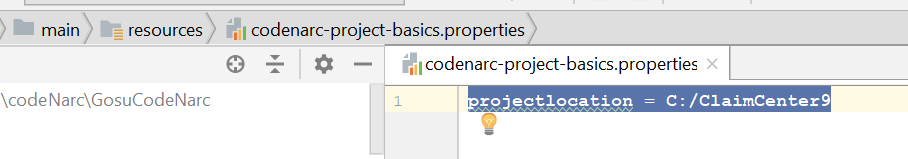 main resources codenarc-project-basics.properties
codenarc-project-basics.properties
\codeNarc\GosuCodeNarc
1 projectlocation = C:/ClaimCenter9